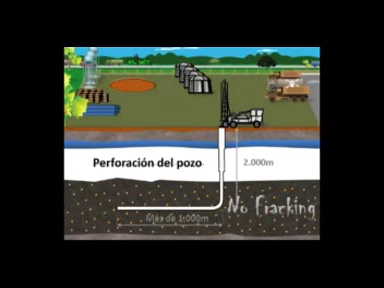 Perforación del pozo
2.000m
No Fracking
Más de 1.000m